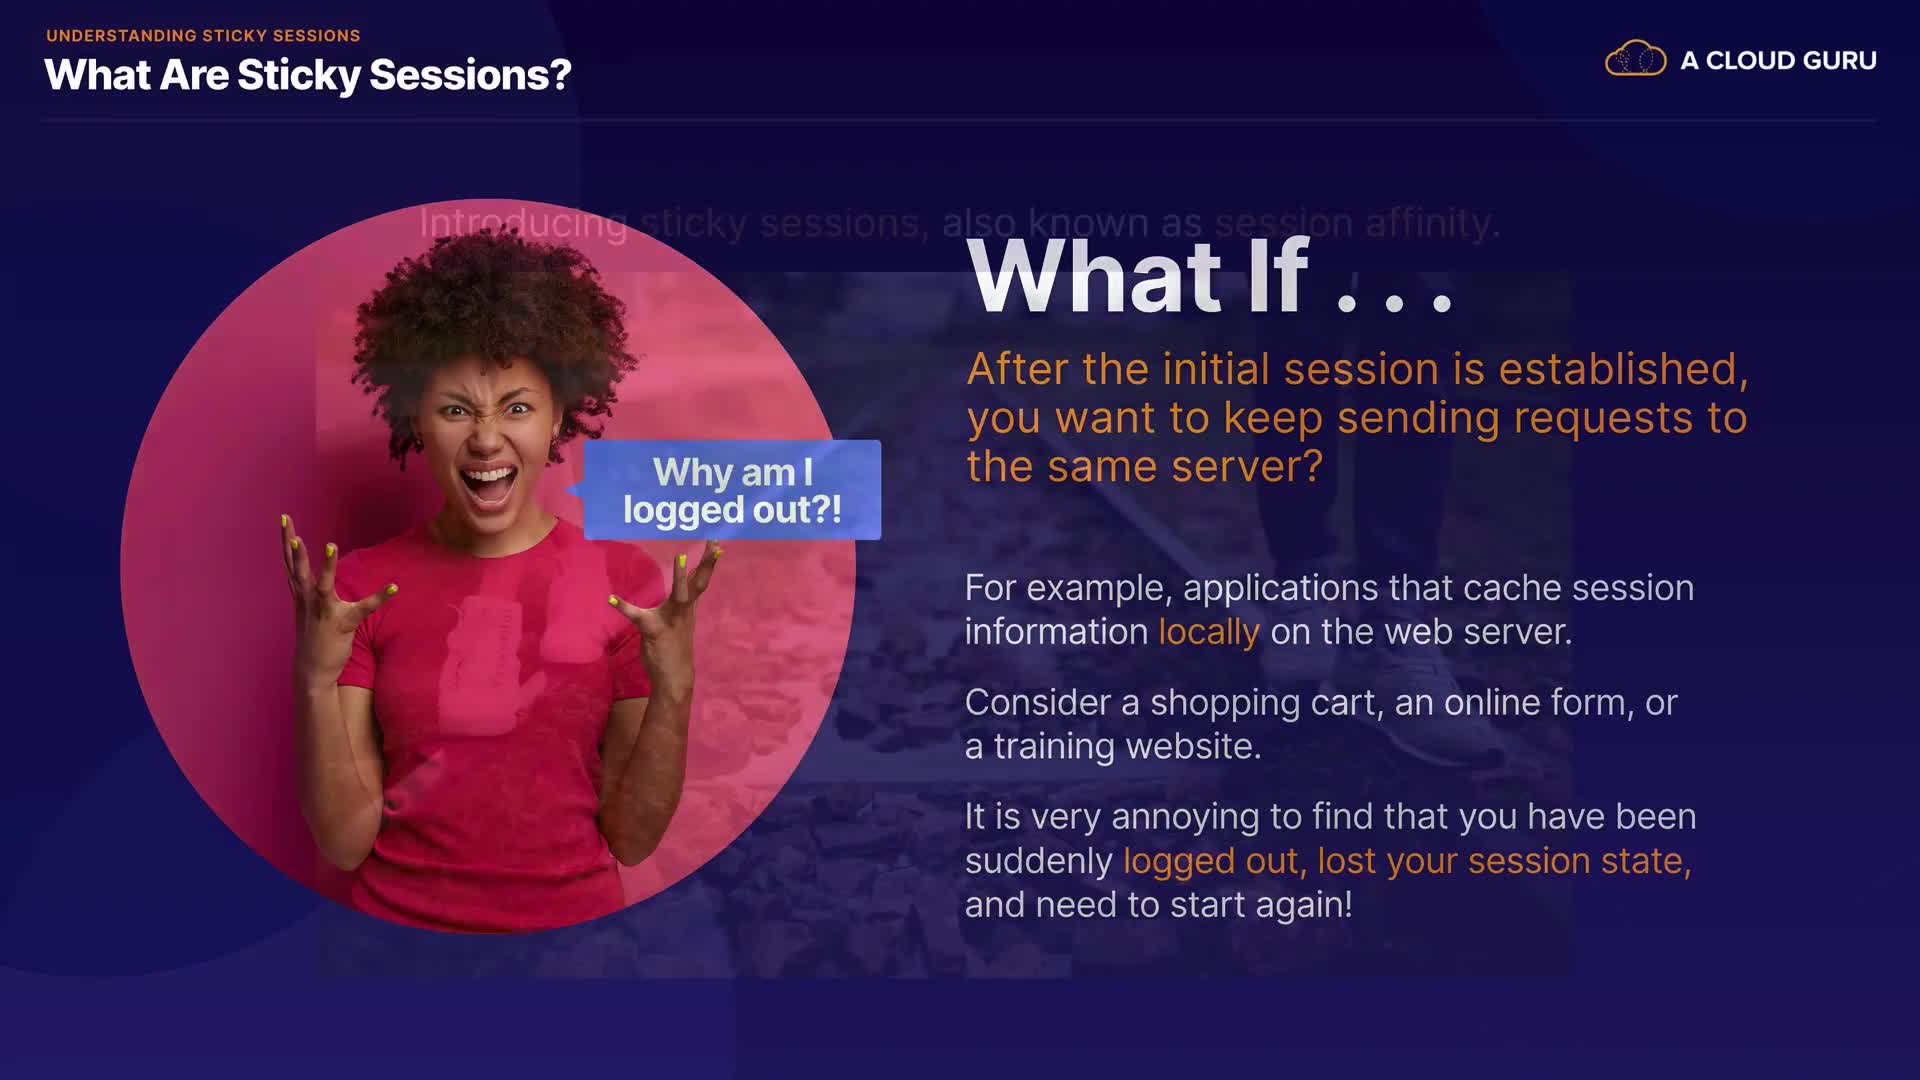 UNDERSTANDING STICKY SESSIONS
What Are Sticky Sessions?
A CLOUD GURU
Introducing sticky sessions, also known as session affinity.
What If . . .
After the initial session is established,
you want to keep sending requests to
the same server?
Why am I
logged out?!
For example, applications that cache session
information locally on the web server.
Consider a shopping cart, an online form, or
a training website.
It is very annoying to find that you have been
suddenly logged out, lost your session state,
and need to start again!